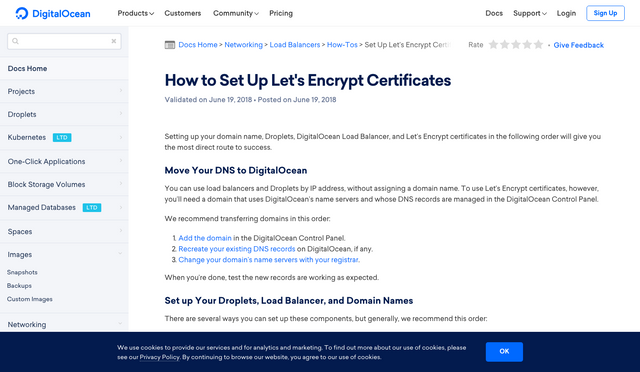 DigitalOcean
Products Customers Community Pricing
Docs Support Login Sign Up
Docs Home > Networking > Load Balancers > How-Tos > Set Up Let's Encrypt Certi
Rate • Give Feedback
Docs Home
Projects
Droplets
Kubernetes LTD
One-Click Applications
Block Storage Volumes
Managed Databases LTD
Spaces
Images
Snapshots
Backups
Custom Images
Networking
How to Set Up Let's Encrypt Certificates
Validated on June 19, 2018 • Posted on June 19, 2018
Setting up your domain name, Droplets, DigitalOcean Load Balancer, and Let's Encrypt certificates in the following order will give you
the most direct route to success.
Move Your DNS to DigitalOcean
You can use load balancers and Droplets by IP address, without assigning a domain name. To use Let's Encrypt certificates, however,
you'll need a domain that uses DigitalOcean's name servers and whose DNS records are managed in the DigitalOcean Control Panel.
We recommend transferring domains in this order:
1. Add the domain in the DigitalOcean Control Panel.
2. Recreate your existing DNS records on DigitalOcean, if any.
3. Change your domain's name servers with your registrar.
When you're done, test the new records are working as expected.
Set up Your Droplets, Load Balancer, and Domain Names
There are several ways you can set up these components, but generally, we recommend this order:
We use cookies to provide our services and for analytics and marketing. To find out more about our use of cookies, please
see our Privacy Policy. By continuing to browse our website, you agree to our use of cookies.
OK